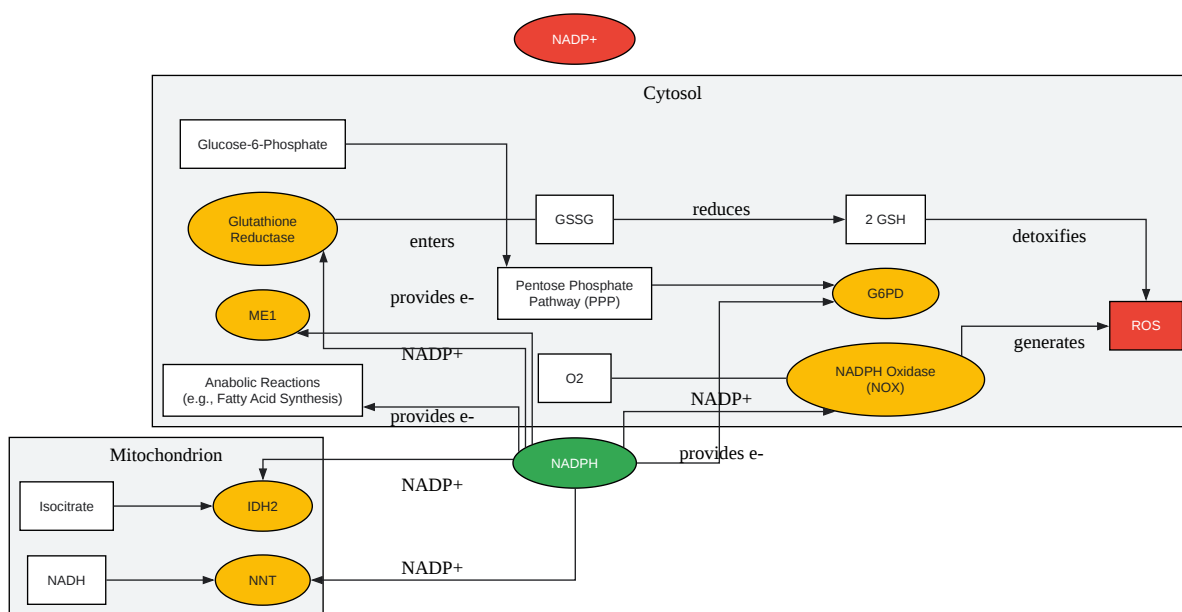 NADP+
Cytosol
Glucose-6-Phosphate
Glutathione
Reductase
GSSG
reduces
2 GSH
enters
detoxifies
Pentose Phosphate
Pathway (PPP)
G6PD
provides e-
ME1
ROS
generates
NADP+
O2
NADPH Oxidase
(NOX)
Anabolic Reactions
(e.g., Fatty Acid Synthesis)
NADP+
provides e-
Mitochondrion
NADPH
provides e-
NADP+
Isocitrate
IDH2
NADP+
NADH
NNT